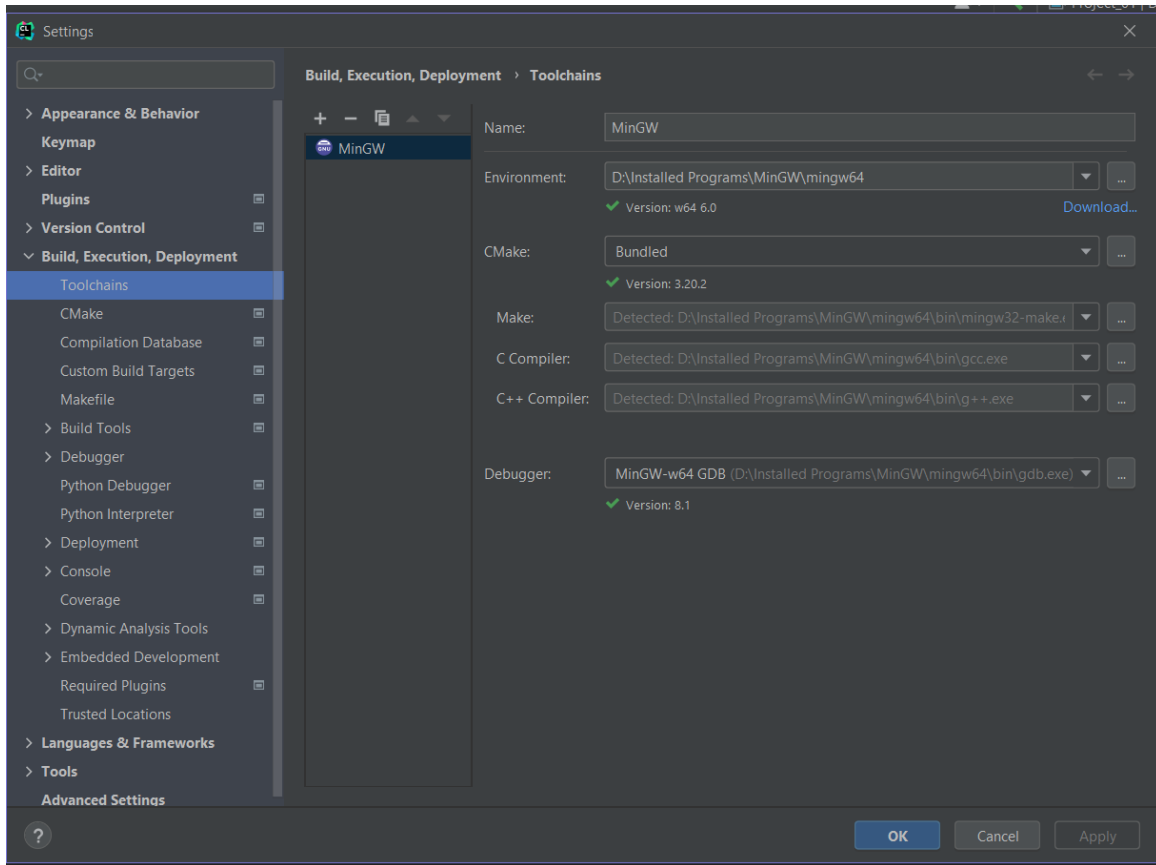 Settings
Build, Execution, Deployment › Toolchains
Appearance & Behavior
Keymap
Editor
Plugins
Version Control
Build, Execution, Deployment
Toolchains
CMake
Compilation Database
Custom Build Targets
Makefile
Build Tools
Debugger
Python Debugger
Python Interpreter
Deployment
Console
Coverage
Dynamic Analysis Tools
Embedded Development
Required Plugins
Trusted Locations
Languages & Frameworks
Tools
Advanced Settings
MinGW
Name: MinGW
Environment: D:\Installed Programs\MinGW\mingw64 ...
Version: w64 6.0 Download...
CMake: Bundled ...
Version: 3.20.2
Make: Detected: D:\Installed Programs\MinGW\mingw64\bin\mingw32-make.e ...
C Compiler: Detected: D:\Installed Programs\MinGW\mingw64\bin\gcc.exe ...
C++ Compiler: Detected: D:\Installed Programs\MinGW\mingw64\bin\g++.exe ...
Debugger: MinGW-w64 GDB (D:\Installed Programs\MinGW\mingw64\bin\gdb.exe) ...
Version: 8.1
? OK Cancel Apply